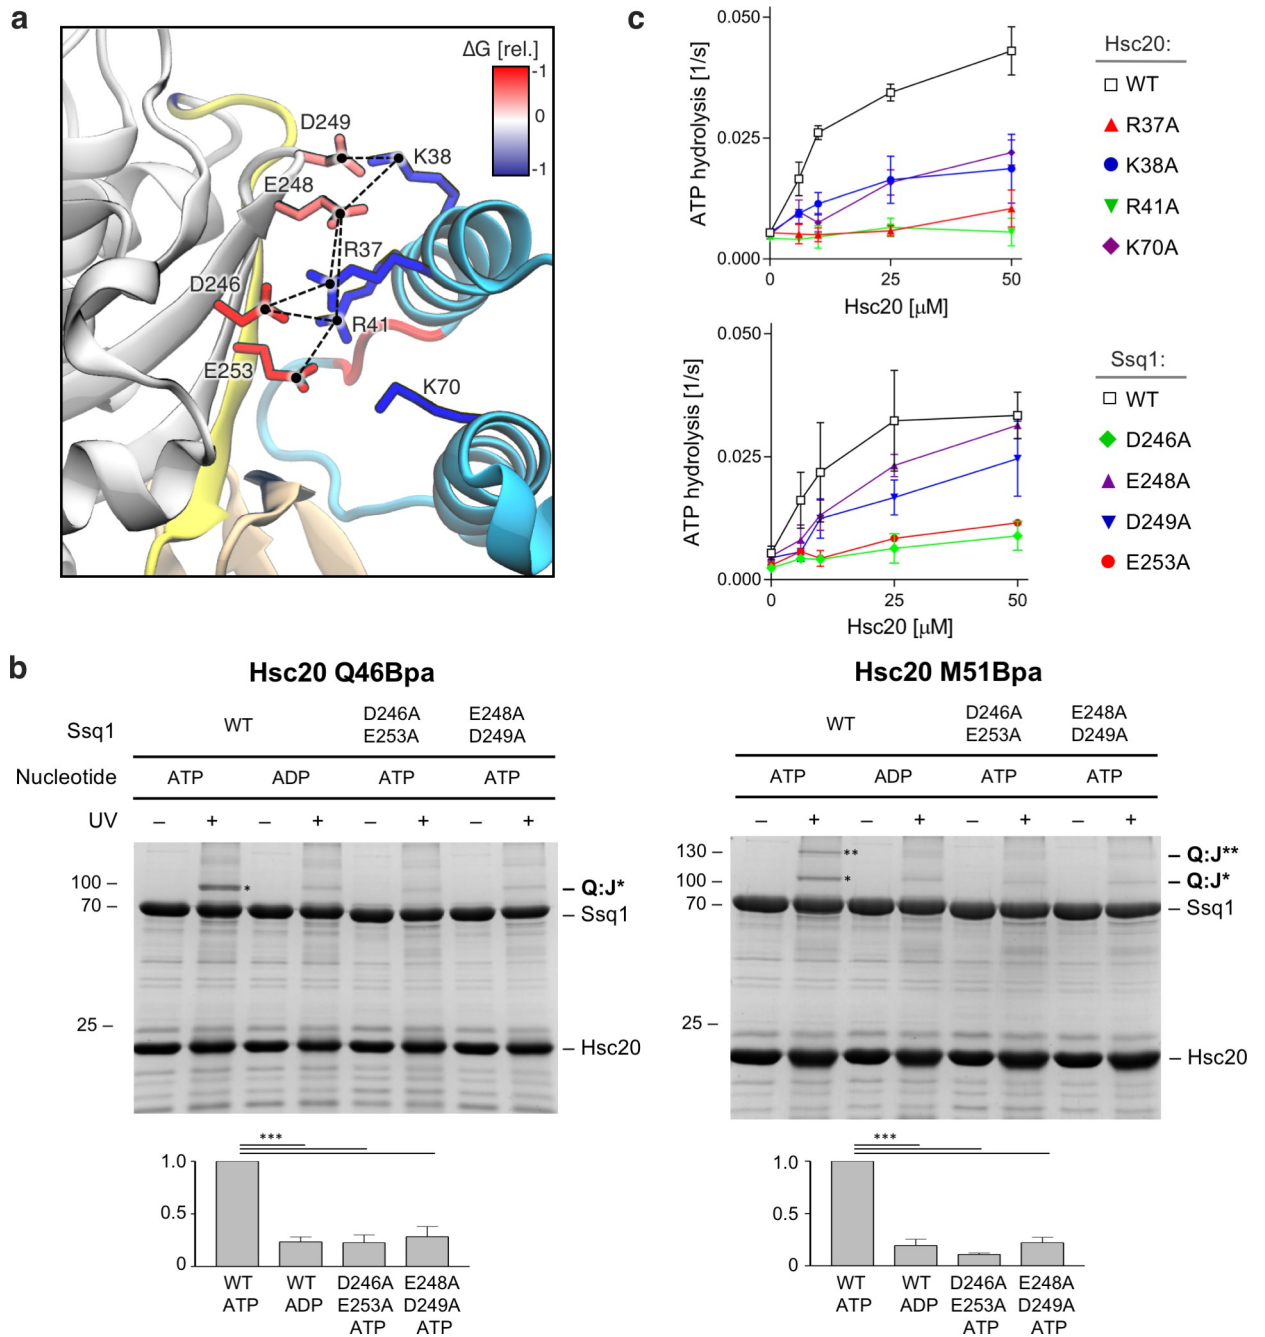 a
ΔG [rel.]
1
0
-1
D249
K38
E248
R37
D246
R41
E253
K70
c
ATP hydrolysis [1/s]
0.050
0.025
0.000
0
25
50
Hsc20 [μM]
Hsc20:
WT
R37A
K38A
R41A
K70A
ATP hydrolysis [1/s]
0.050
0.025
0.000
0
25
50
Hsc20 [μM]
Ssq1:
WT
D246A
E248A
D249A
E253A
b
Hsc20 Q46Bpa
Ssq1
WT
D246A
E253A
E248A
D249A
Nucleotide
ATP ADP ATP ATP
UV
– + – + – + – +
100 –
70 –
25 –
*
– Q:J*
– Ssq1
– Hsc20
***
1.0
0.5
0
WT
ATP
WT
ADP
D246A
E253A
ATP
E248A
D249A
ATP
Hsc20 M51Bpa
WT
D246A
E253A
E248A
D249A
ATP ADP ATP ATP
– + – + – + – +
130 –
100 –
70 –
25 –
**
*
– Q:J**
– Q:J*
– Ssq1
– Hsc20
***
1.0
0.5
0
WT
ATP
WT
ADP
D246A
E253A
ATP
E248A
D249A
ATP